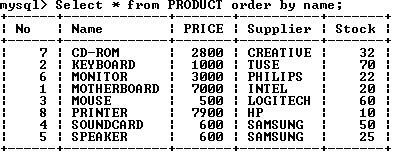 mysql> Select * from PRODUCT order by name;
+------+-------------+-------+----------+-------+
| No | Name | PRICE | Supplier | Stock |
+------+-------------+-------+----------+-------+
| 7 | CD-ROM | 2800 | CREATIVE | 32 |
| 2 | KEYBOARD | 1000 | TUSE | 70 |
| 6 | MONITOR | 3000 | PHILIPS | 22 |
| 1 | MOTHERBOARD | 7000 | INTEL | 20 |
| 3 | MOUSE | 500 | LOGITECH | 60 |
| 8 | PRINTER | 7900 | HP | 10 |
| 4 | SOUNDCARD | 600 | SAMSUNG | 50 |
| 5 | SPEAKER | 600 | SAMSUNG | 25 |
+------+-------------+-------+----------+-------+